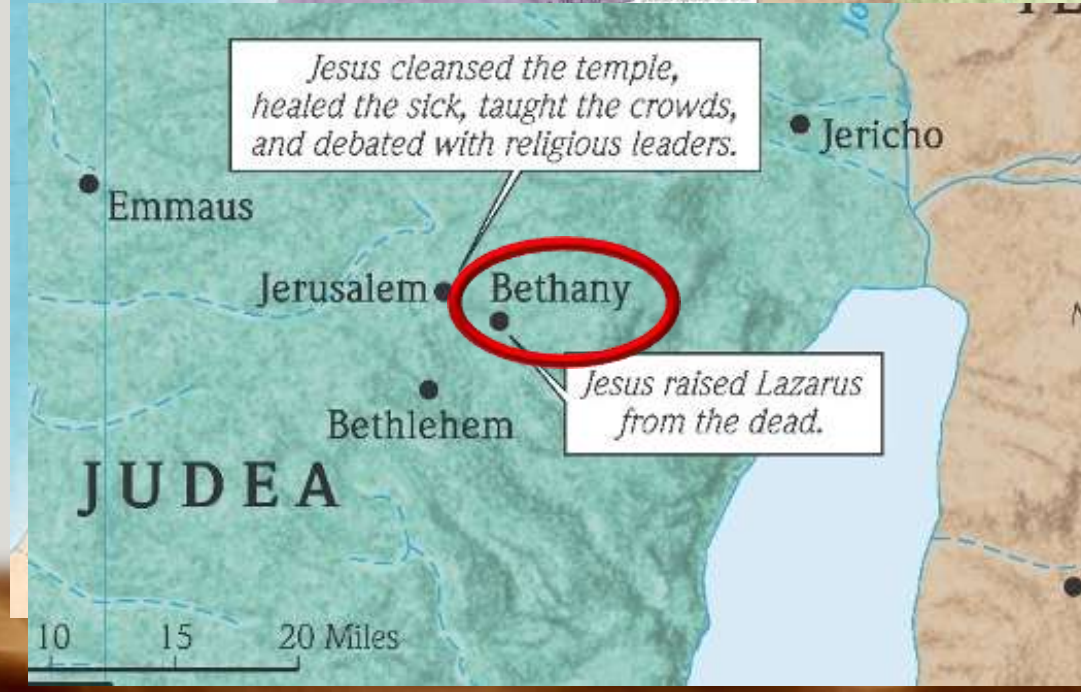 Jesus cleansed the temple,
healed the sick, taught the crowds,
and debated with religious leaders.
Jericho
Emmaus
Jerusalem
Bethany
Jesus raised Lazarus
from the dead.
Bethlehem
JUDEA
10 15 20 Miles